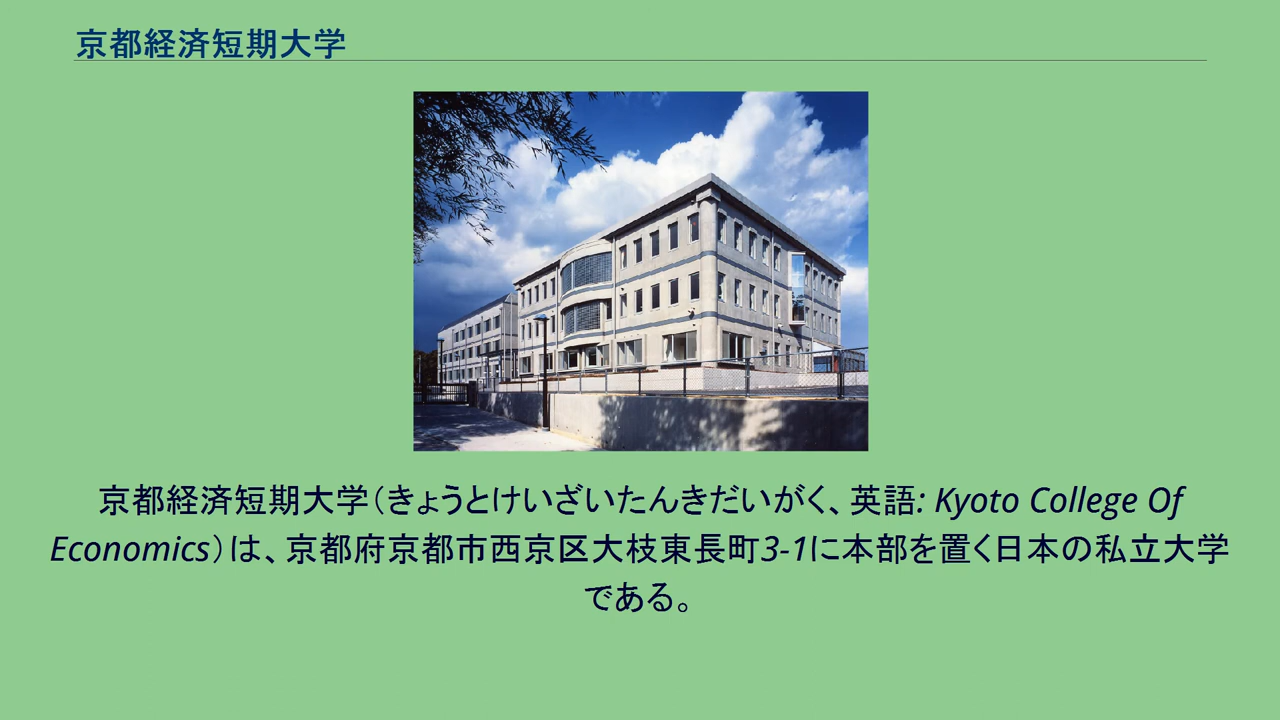 京都経済短期大学
京都経済短期大学（きょうとけいざいたんきだいがく、英語: Kyoto College Of
Economics）は、京都府京都市西京区大枝東長町3-1に本部を置く日本の私立大学
である。